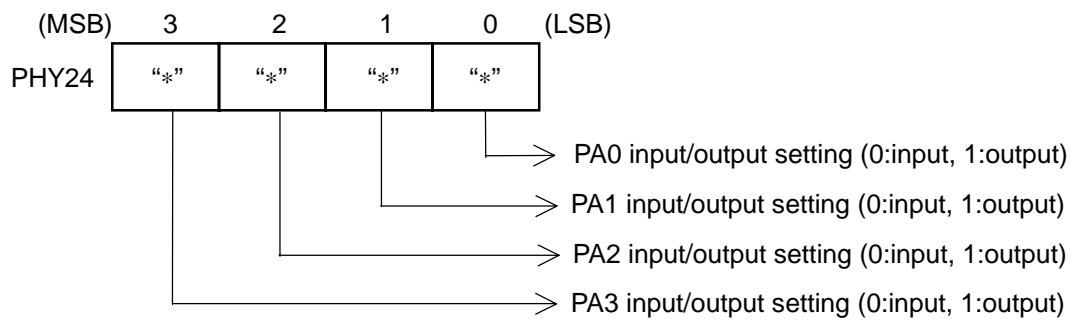 (MSB) 3 2 1 0 (LSB)
PHY24 “*” “*” “*” “*”
PA0 input/output setting (0:input, 1:output)
PA1 input/output setting (0:input, 1:output)
PA2 input/output setting (0:input, 1:output)
PA3 input/output setting (0:input, 1:output)